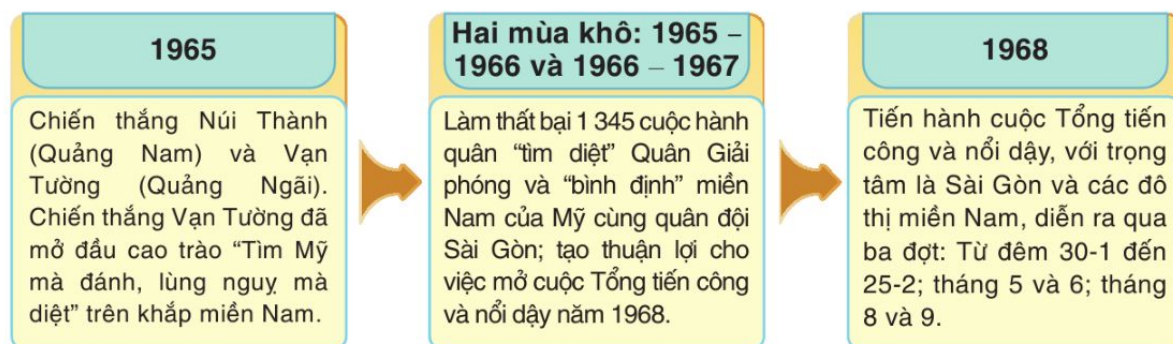 1965
Chiến thắng Núi Thành
(Quảng Nam) và Vạn
Tường (Quảng Ngãi).
Chiến thắng Vạn Tường đã
mở đầu cao trào “Tìm Mỹ
mà đánh, lùng nguỵ mà
diệt” trên khắp miền Nam.
Hai mùa khô: 1965 –
1966 và 1966 – 1967
Làm thất bại 1 345 cuộc hành
quân “tìm diệt” Quân Giải
phóng và “bình định” miền
Nam của Mỹ cùng quân đội
Sài Gòn; tạo thuận lợi cho
việc mở cuộc Tổng tiến công
và nổi dậy năm 1968.
1968
Tiến hành cuộc Tổng tiến
công và nổi dậy, với trọng
tâm là Sài Gòn và các đô
thị miền Nam, diễn ra qua
ba đợt: Từ đêm 30-1 đến
25-2; tháng 5 và 6; tháng
8 và 9.